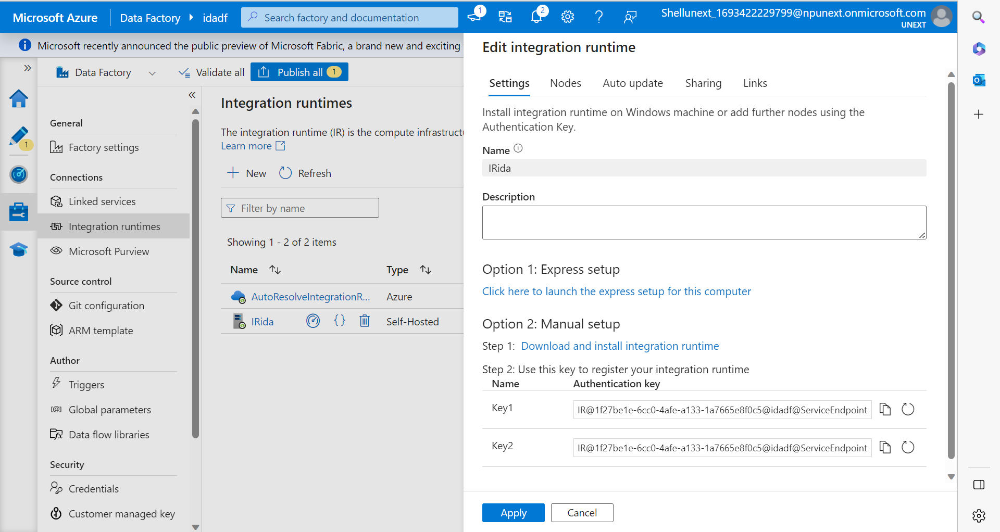 Microsoft Azure
Data Factory
idadf
Search factory and documentation
1
2
Shellunext_1693422229799@npunext.onmicrosoft.com
UNEXT
Microsoft recently announced the public preview of Microsoft Fabric, a brand new and exciting
Data Factory
Validate all
Publish all
1
1
General
Factory settings
Connections
Linked services
Integration runtimes
Microsoft Purview
Source control
Git configuration
ARM template
Author
Triggers
Global parameters
Data flow libraries
Security
Credentials
Customer managed key
Integration runtimes
The integration runtime (IR) is the compute infrastructu
Learn more
New
Refresh
Filter by name
Showing 1 - 2 of 2 items
Name
Type
AutoResolveIntegrationR...
Azure
IRida
Self-Hosted
Edit integration runtime
Settings
Nodes
Auto update
Sharing
Links
Install integration runtime on Windows machine or add further nodes using the
Authentication Key.
Name
IRida
Description
Option 1: Express setup
Click here to launch the express setup for this computer
Option 2: Manual setup
Step 1: Download and install integration runtime
Step 2: Use this key to register your integration runtime
Name
Authentication key
Key1
IR@1f27be1e-6cc0-4afe-a133-1a7665e8f0c5@idadf@ServiceEndpoint
Key2
IR@1f27be1e-6cc0-4afe-a133-1a7665e8f0c5@idadf@ServiceEndpoint
Apply
Cancel